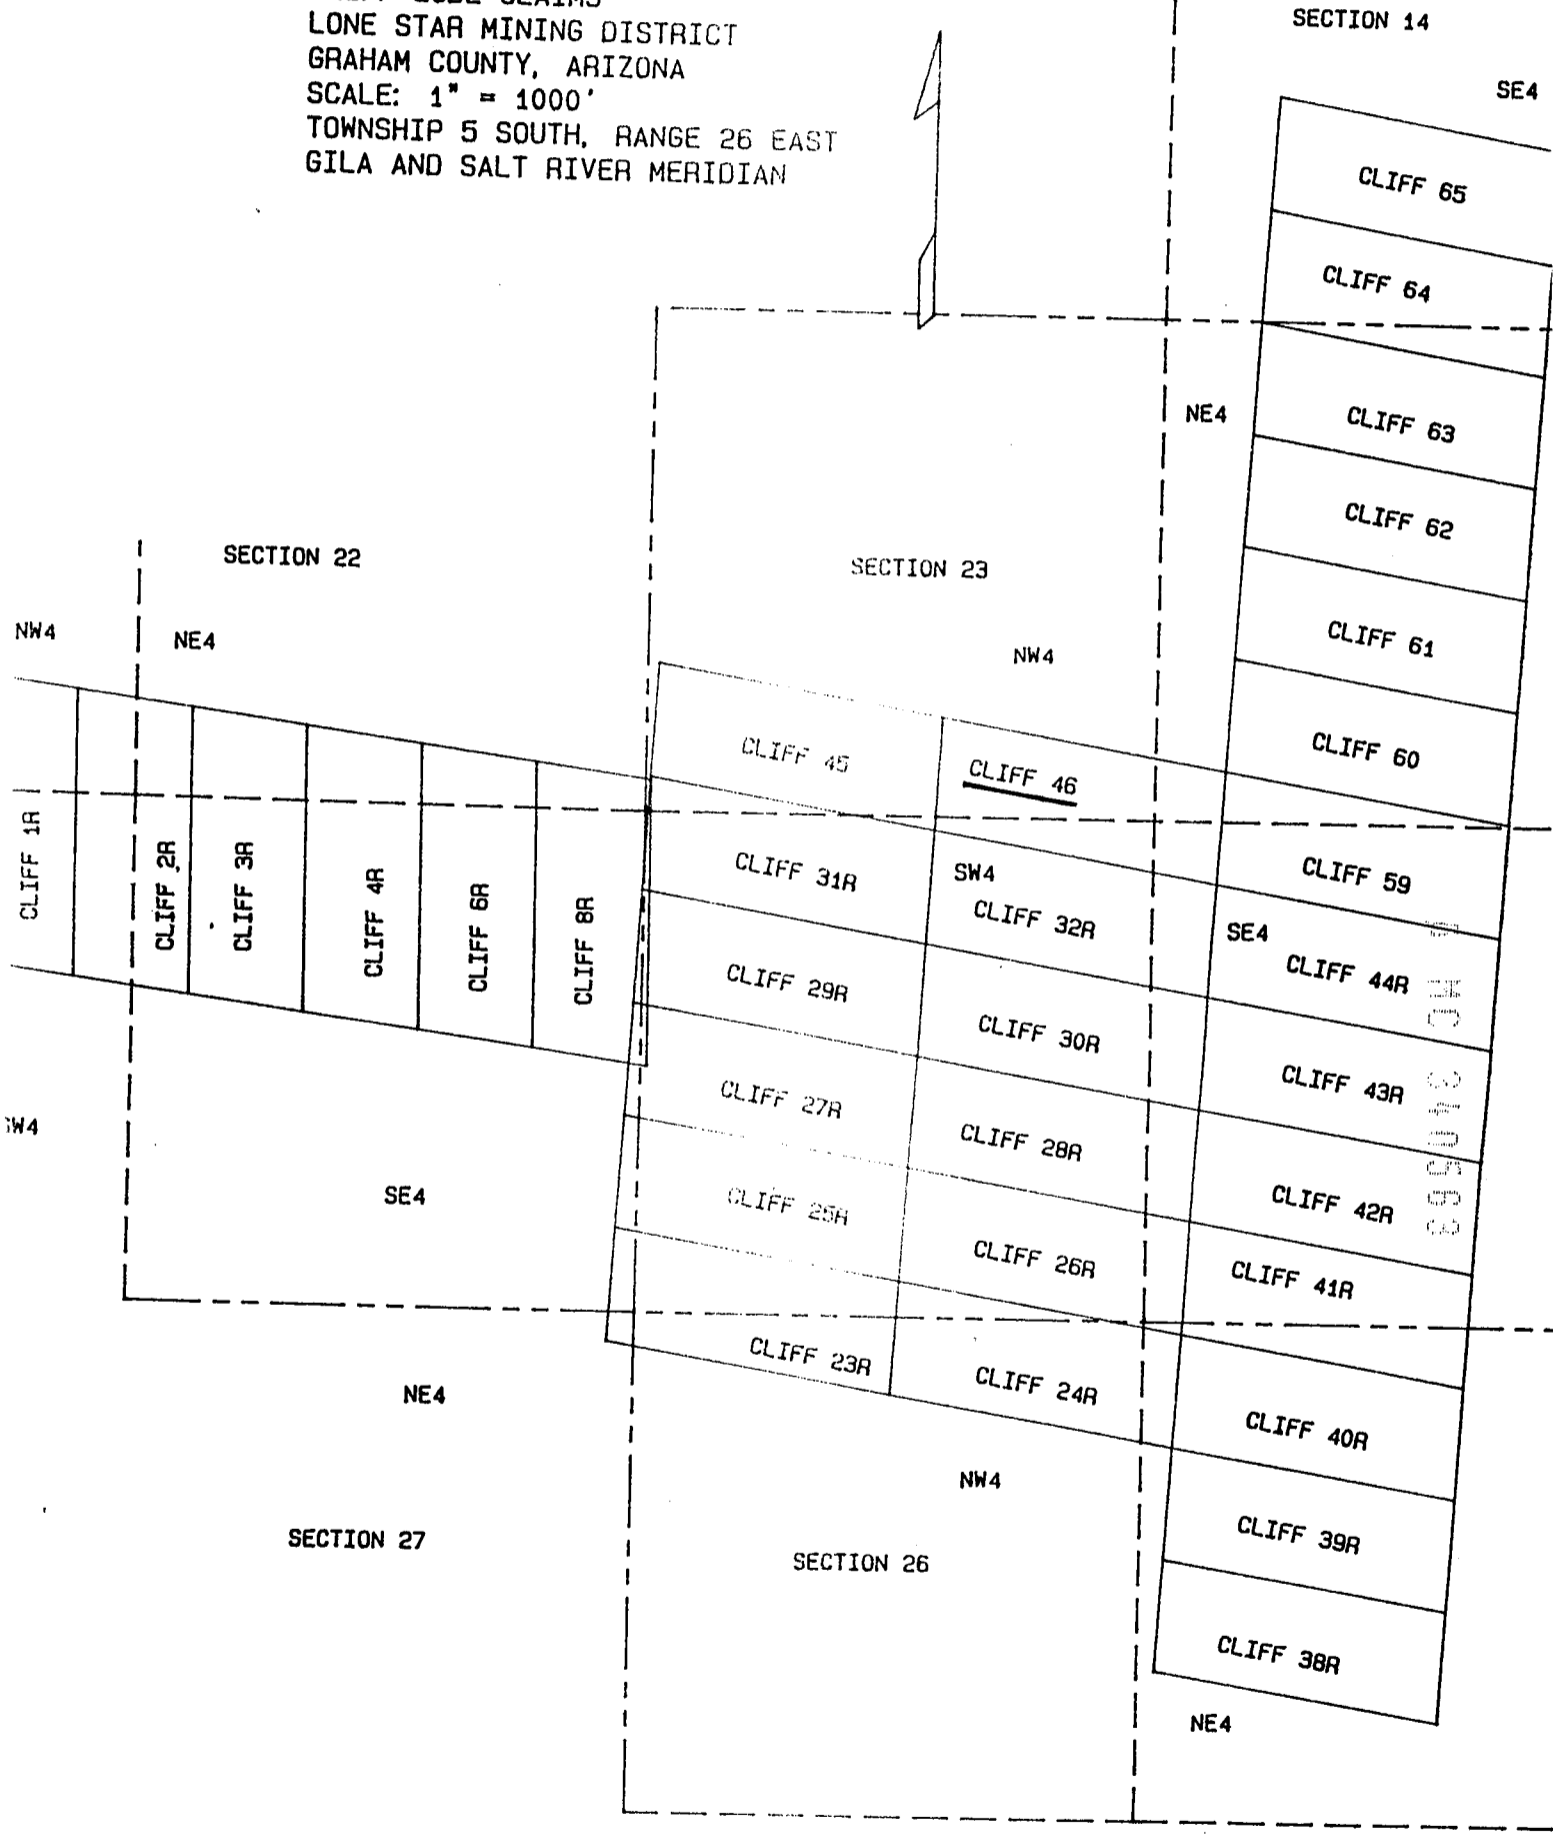 LONE STAR MINING DISTRICT
GRAHAM COUNTY, ARIZONA
SCALE: 1" = 1000'
TOWNSHIP 5 SOUTH, RANGE 26 EAST
GILA AND SALT RIVER MERIDIAN
SECTION 14
SE4
CLIFF 65
CLIFF 64
NE4
CLIFF 63
CLIFF 62
SECTION 22
SECTION 23
NW4
NE4
NW4
CLIFF 61
CLIFF 60
CLIFF 45
CLIFF 46
CLIFF 1R
CLIFF 2R
CLIFF 3R
CLIFF 4R
CLIFF 6R
CLIFF 8R
CLIFF 31R
SW4
CLIFF 32R
CLIFF 59
SE4
CLIFF 44R
CLIFF 29R
CLIFF 30R
CLIFF 43R
MC 340563
CLIFF 27R
CLIFF 28R
W4
SE4
CLIFF 25R
CLIFF 26R
CLIFF 42R
CLIFF 41R
CLIFF 23R
CLIFF 24R
NE4
CLIFF 40R
NW4
SECTION 27
SECTION 26
CLIFF 39R
CLIFF 38R
NE4